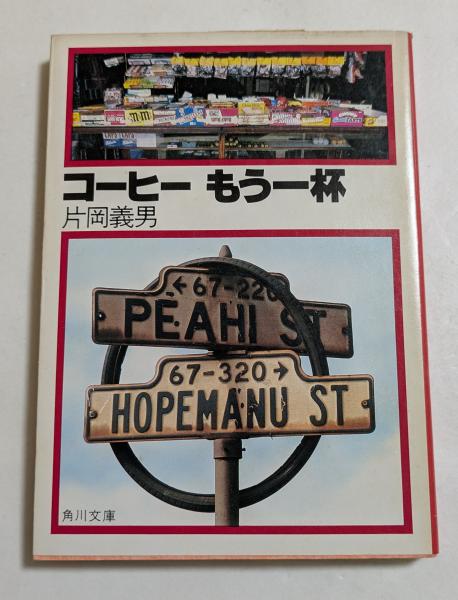 m&m
コーヒー もう一杯
片岡義男
←67-220
PEAHI ST
67-320→
HOPEMANU ST
角川文庫